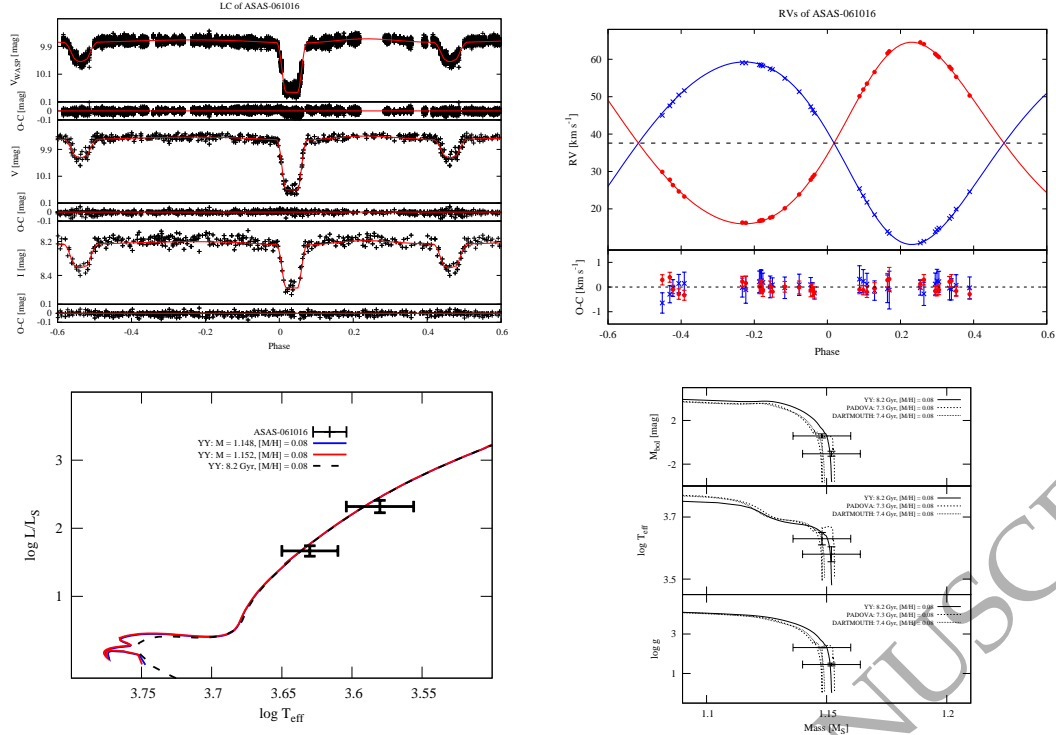 LC of ASAS-061016
V_WASP [mag]
9.9
10.1
O-C [mag]
0.1
0
-0.1
V [mag]
9.9
10.1
O-C [mag]
0.1
0
-0.1
I [mag]
8.2
8.4
O-C [mag]
0.1
0
-0.1
-0.6 -0.4 -0.2 0 0.2 0.4 0.6
Phase
RVs of ASAS-061016
RV [km s⁻¹]
60
50
40
30
20
O-C [km s⁻¹]
1
0
-1
-0.6 -0.4 -0.2 0 0.2 0.4 0.6
Phase
ASAS-061016
YY: M = 1.148, [M/H] = 0.08
YY: M = 1.152, [M/H] = 0.08
YY: 8.2 Gyr, [M/H] = 0.08
log L/L_S
3
2
1
3.75 3.7 3.65 3.6 3.55
log T_eff
YY: 8.2 Gyr, [M/H] = 0.08
PADOVA: 7.3 Gyr, [M/H] = 0.08
DARTMOUTH: 7.4 Gyr, [M/H] = 0.08
M_bol [mag]
2
-2
YY: 8.2 Gyr, [M/H] = 0.08
PADOVA: 7.3 Gyr, [M/H] = 0.08
DARTMOUTH: 7.4 Gyr, [M/H] = 0.08
log T_eff
3.7
3.5
YY: 8.2 Gyr, [M/H] = 0.08
PADOVA: 7.3 Gyr, [M/H] = 0.08
DARTMOUTH: 7.4 Gyr, [M/H] = 0.08
log g
3
1
1.1 1.15 1.2
Mass [M_S]
NUSC